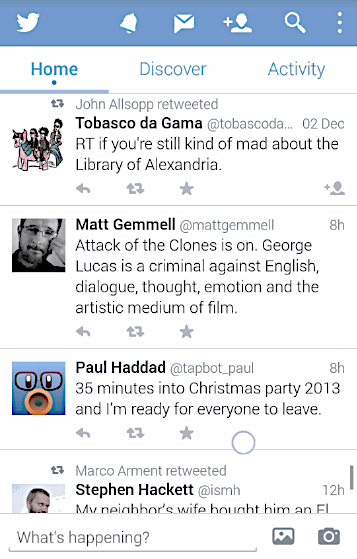 Home Discover Activity
John Allsopp retweeted
Tobasco da Gama @tobascoda... 02 Dec
RT if you're still kind of mad about the
Library of Alexandria.
Matt Gemmell @mattgemmell 8h
Attack of the Clones is on. George
Lucas is a criminal against English,
dialogue, thought, emotion and the
artistic medium of film.
Paul Haddad @tapbot_paul 8h
35 minutes into Christmas party 2013
and I'm ready for everyone to leave.
Marco Arment retweeted
Stephen Hackett @ismh 12h
My neighbor's wife bought him an El
What's happening?